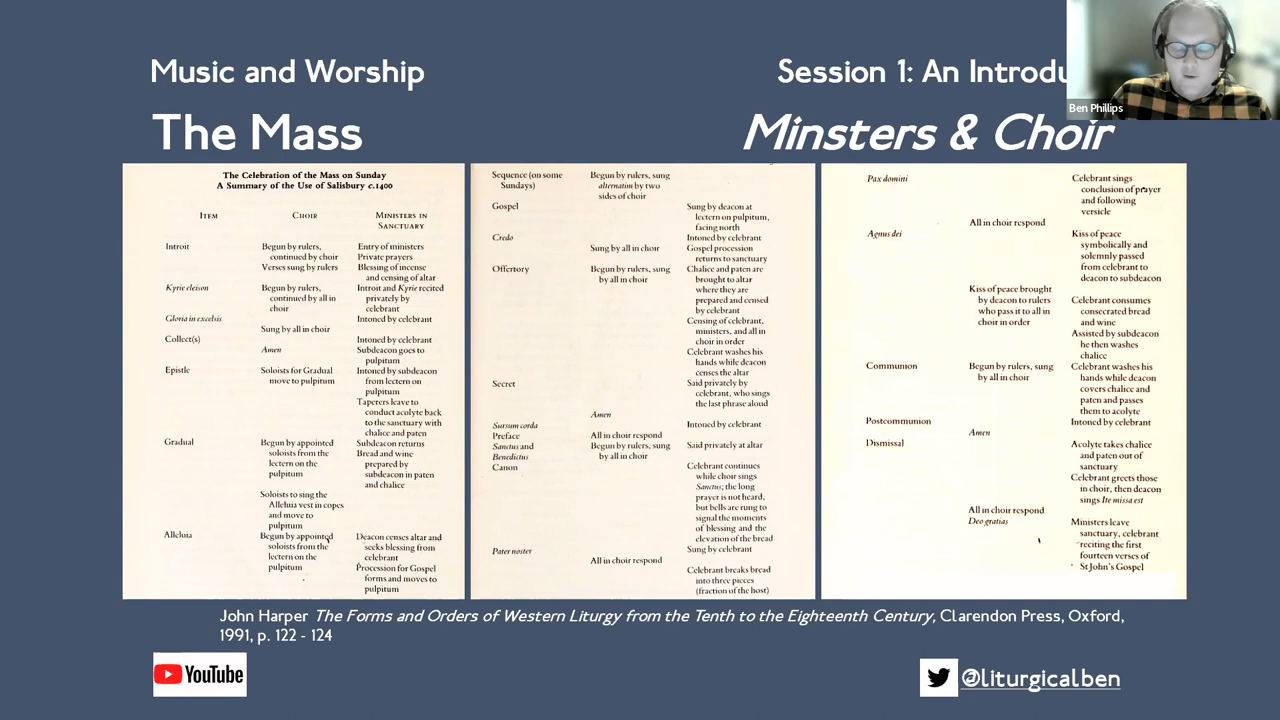 Music and Worship
Session 1: An Introdu
Ben Phillips
The Mass
Minsters & Choir
The Celebration of the Mass on Sunday
A Summary of the Use of Salisbury c.1400
ITEM CHOIR MINISTERS IN
SANCTUARY
Introit Begun by rulers, Entry of ministers
continued by choir Private prayers
Verses sung by rulers Blessing of incense
and censing of altar
Kyrie eleison Begun by rulers, Introit and Kyrie recited
continued by all in privately by
choir celebrant
Gloria in excelsis Intoned by celebrant
Sung by all in choir
Collect(s) Intoned by celebrant
Amen Subdeacon goes to
pulpitum
Epistle Soloists for Gradual Intoned by subdeacon
move to pulpitum from lectern on
pulpitum
Taperers leave to
conduct acolyte back
to the sanctuary with
chalice and paten
Gradual Begun by appointed Subdeacon returns
soloists from the Bread and wine
lectern on the prepared by
pulpitum subdeacon in paten
and chalice
Soloists to sing the
Alleluia vest in copes
and move to
pulpitum
Alleluia Begun by appointed Deacon censes altar and
soloists from the seeks blessing from
lectern on the celebrant
pulpitum Procession for Gospel
forms and moves to
pulpitum
Sequence (on some Begun by rulers, sung
Sundays) alternatim by two
sides of choir
Gospel Sung by deacon at
lectern on pulpitum,
facing north
Credo Intoned by celebrant
Sung by all in choir Gospel procession
returns to sanctuary
Offertory Begun by rulers, sung Chalice and paten are
by all in choir brought to altar
where they are
prepared and censed
by celebrant
Censing of celebrant,
ministers, and all in
choir in order
Celebrant washes his
hands while deacon
censes the altar
Secret Said privately by
celebrant, who sings
the last phrase aloud
Amen
Sursum corda Intoned by celebrant
Preface All in choir respond
Sanctus and Begun by rulers, sung Said privately at altar
Benedictus by all in choir
Canon Celebrant continues
while choir sings
Sanctus; the long
prayer is not heard,
but bells are rung to
signal the moments
of blessing and the
elevation of the bread
Pater noster Sung by celebrant
All in choir respond
Celebrant breaks bread
into three pieces
(fraction of the host)
Pax domini Celebrant sings
conclusion of prayer
and following
versicle
All in choir respond
Agnus dei Kiss of peace
symbolically and
solemnly passed
from celebrant to
deacon to subdeacon
Kiss of peace brought
by deacon to rulers Celebrant consumes
who pass it to all in consecrated bread
choir in order and wine
Assisted by subdeacon
he then washes
chalice
Communion Begun by rulers, sung Celebrant washes his
by all in choir hands while deacon
covers chalice and
paten and passes
them to acolyte
Postcommunion Intoned by celebrant
Amen
Dismissal Acolyte takes chalice
and paten out of
sanctuary
Celebrant greets those
in choir, then deacon
sings Ite missa est
All in choir respond
Deo gratias Ministers leave
sanctuary, celebrant
reciting the first
fourteen verses of
St John's Gospel
John Harper The Forms and Orders of Western Liturgy from the Tenth to the Eighteenth Century, Clarendon Press, Oxford,
1991, p. 122 - 124
YouTube
@liturgicalben